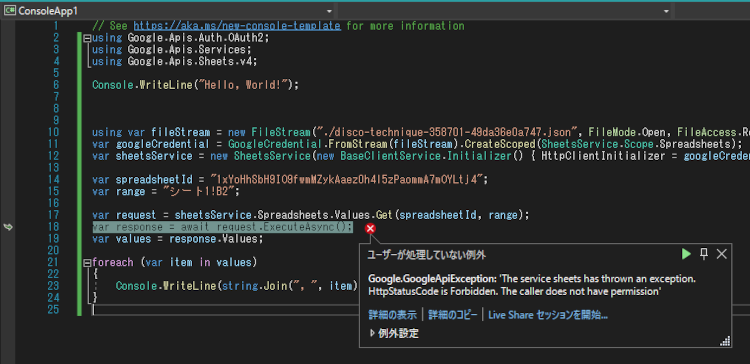 C# ConsoleApp1
1 // See https://aka.ms/new-console-template for more information
2 using Google.Apis.Auth.OAuth2;
3 using Google.Apis.Services;
4 using Google.Apis.Sheets.v4;
5
6 Console.WriteLine("Hello, World!");
7
8
9
10 using var fileStream = new FileStream("./disco-technique-358701-49da36e0a747.json", FileMode.Open, FileAccess.Re
11 var googleCredential = GoogleCredential.FromStream(fileStream).CreateScoped(SheetsService.Scope.Spreadsheets);
12 var sheetsService = new SheetsService(new BaseClientService.Initializer() { HttpClientInitializer = googleCreden
13
14 var spreadsheetId = "1xYoHhSbH9IO9fwmMZykAaezOh4I5zPaommA7mOYLtj4";
15 var range = "シート1!B2";
16
17 var request = sheetsService.Spreadsheets.Values.Get(spreadsheetId, range);
18 var response = await request.ExecuteAsync();
19 var values = response.Values;
20
21 foreach (var item in values)
22 {
23 Console.WriteLine(string.Join(", ", item)
24 }
25
ユーザーが処理していない例外
Google.GoogleApiException: 'The service sheets has thrown an exception.
HttpStatusCode is Forbidden. The caller does not have permission'
詳細の表示 | 詳細のコピー | Live Share セッションを開始...
例外設定